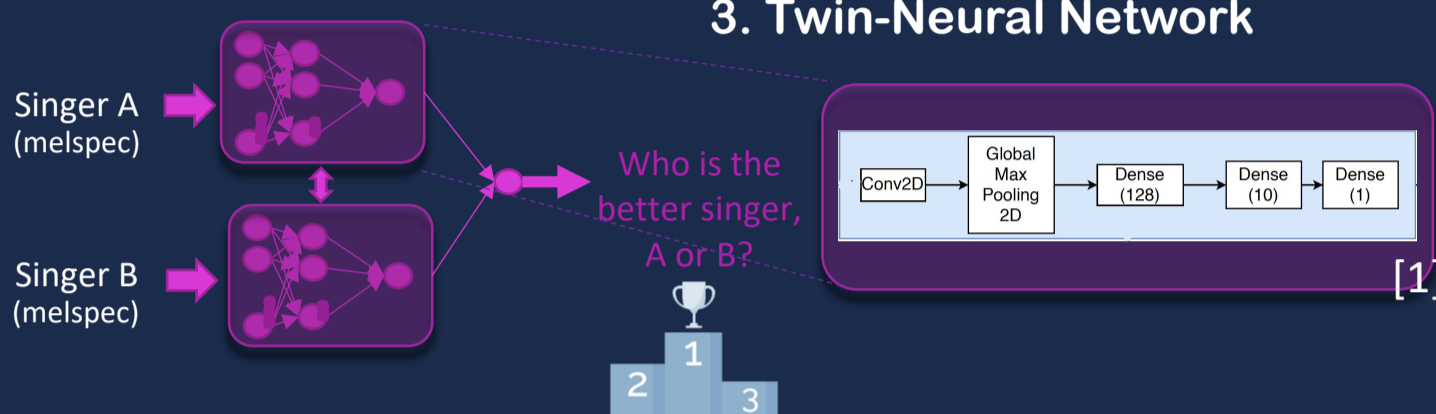 3. Twin-Neural Network
Singer A
(melspec)
Singer B
(melspec)
Who is the
better singer,
A or B?
1
2
3
Conv2D
Global
Max
Pooling
2D
Dense
(128)
Dense
(10)
Dense
(1)
[1]